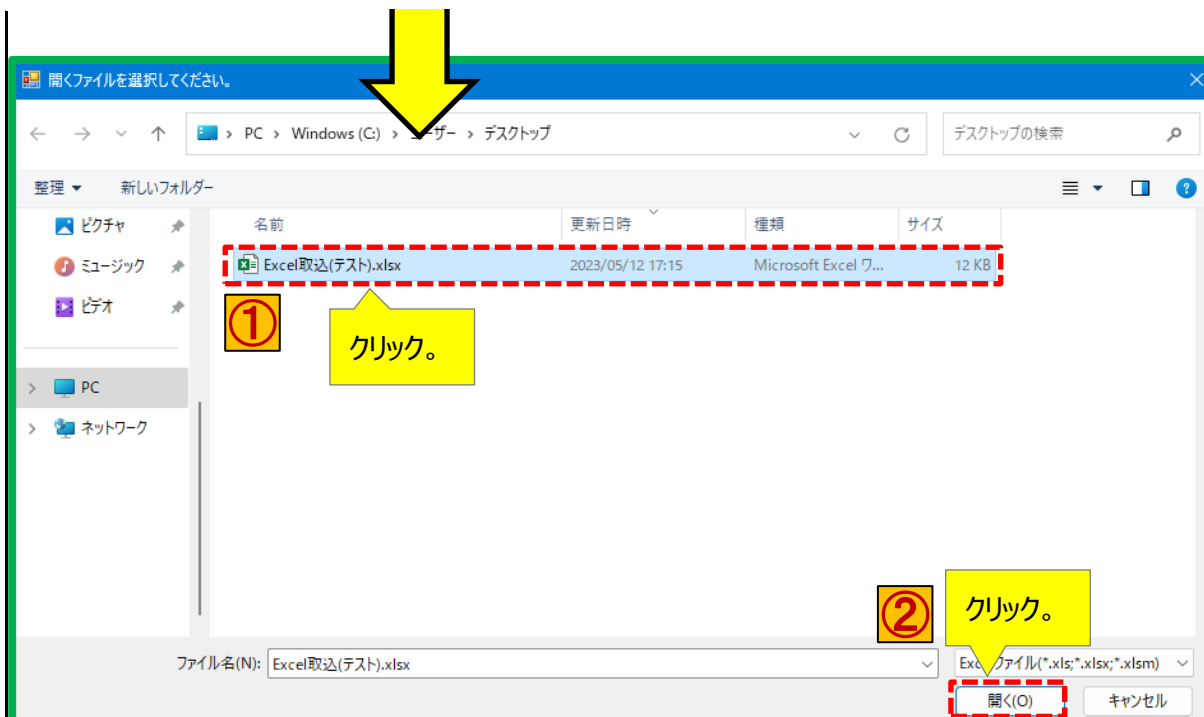 開くファイルを選択してください。
PC > Windows (C:) > ーザー > デスクトップ
デスクトップの検索
整理 新しいフォルダー
ピクチャ
ミュージック
ビデオ
PC
ネットワーク
名前 更新日時 種類 サイズ
Excel取込(テスト).xlsx 2023/05/12 17:15 Microsoft Excel ワ... 12 KB
①
クリック。
②
クリック。
ファイル名(N): Excel取込(テスト).xlsx
ファイル(*.xls;*.xlsx;*.xlsm)
開く(O) キャンセル